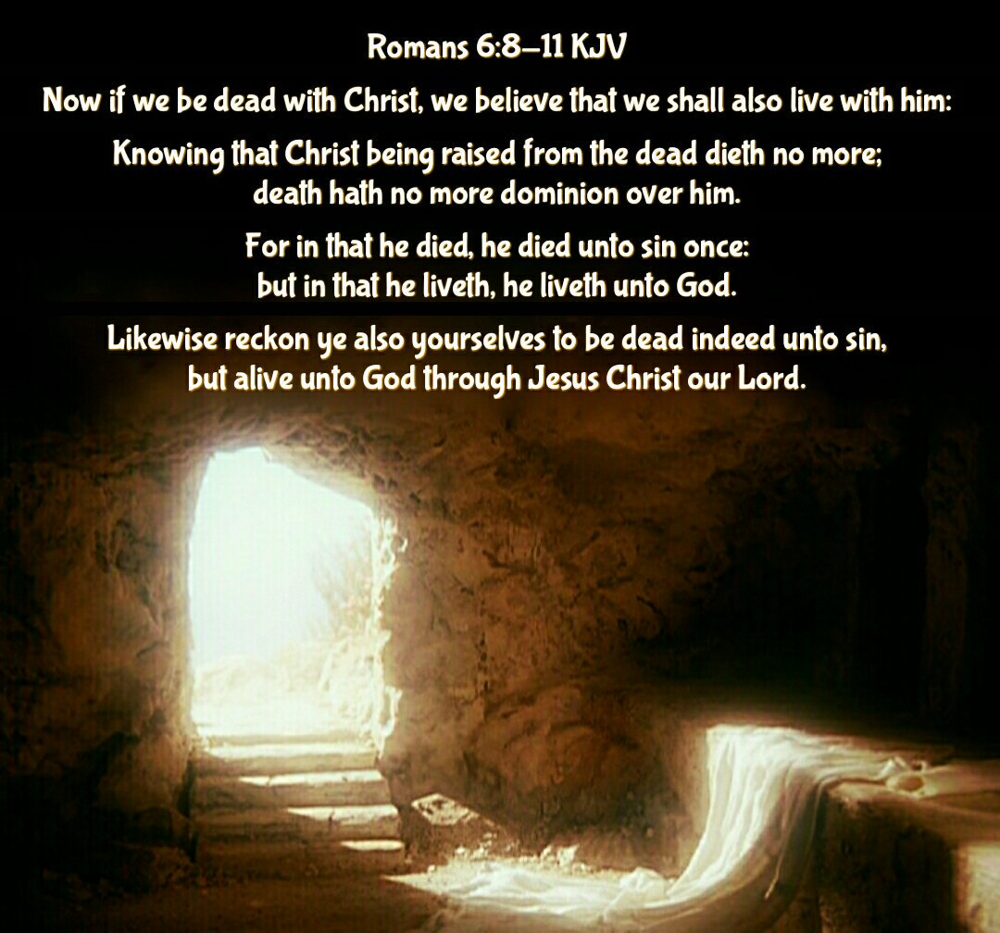 Romans 6:8–11 KJV
Now if we be dead with Christ, we believe that we shall also live with him:
Knowing that Christ being raised from the dead dieth no more;
death hath no more dominion over him.
For in that he died, he died unto sin once:
but in that he liveth, he liveth unto God.
Likewise reckon ye also yourselves to be dead indeed unto sin,
but alive unto God through Jesus Christ our Lord.